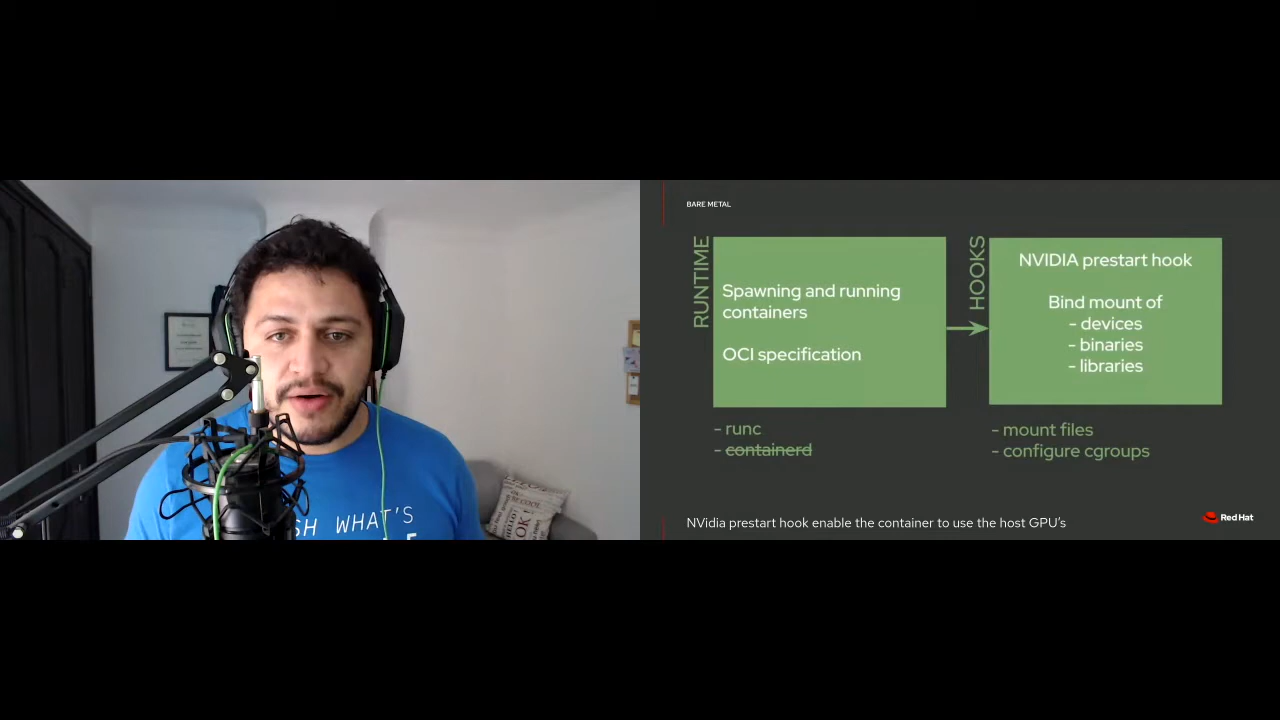 SH WHAT'S
BARE METAL
RUNTIME
Spawning and running
containers
OCI specification
- runc
- containerd
HOOKS
NVIDIA prestart hook
Bind mount of
- devices
- binaries
- libraries
- mount files
- configure cgroups
NVidia prestart hook enable the container to use the host GPU's
Red Hat